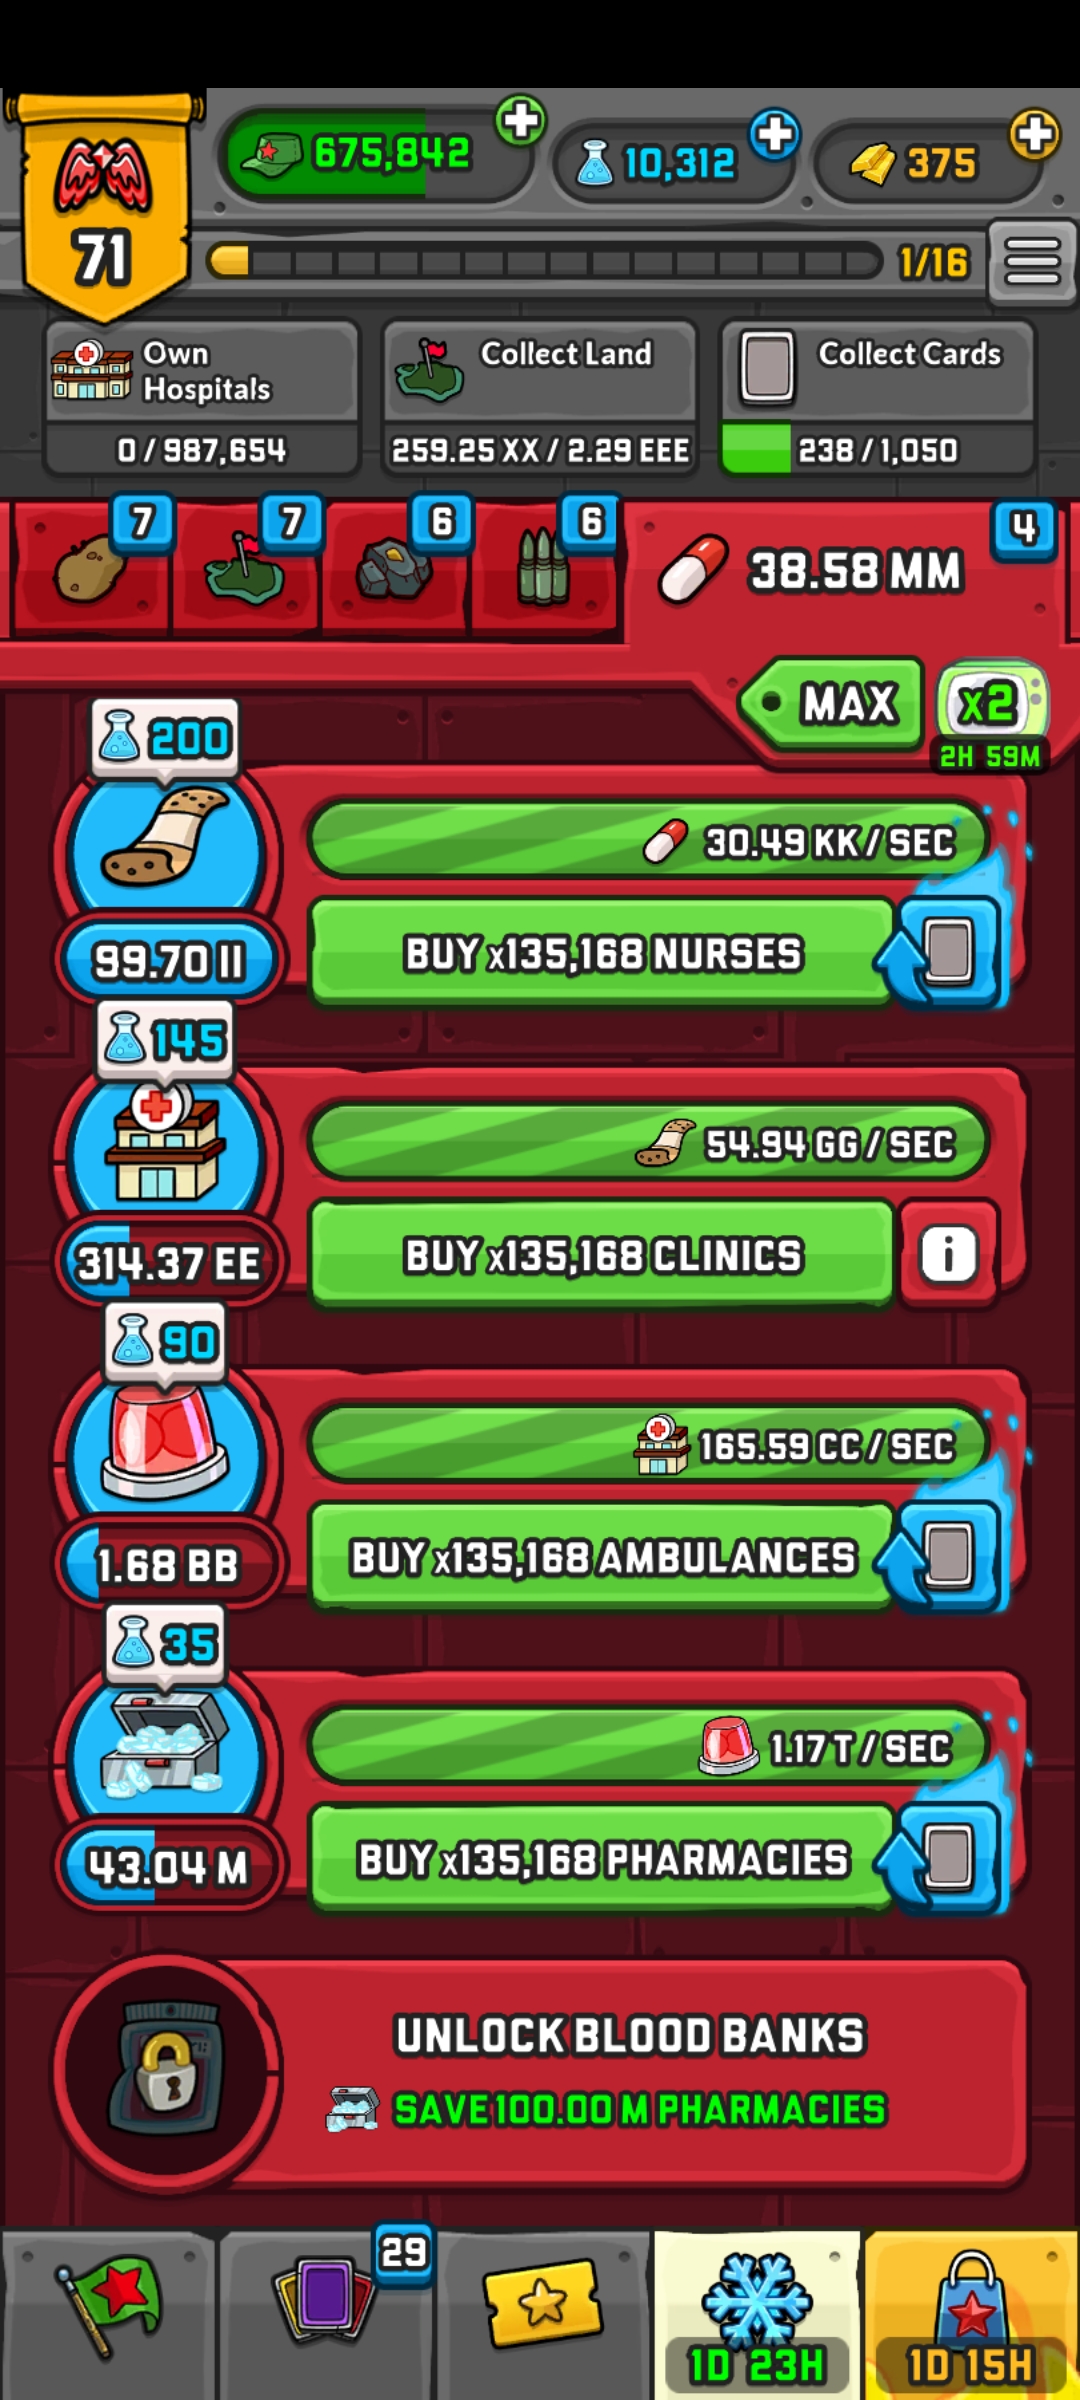 675,842
10,312
375
71
1/16
Own
Hospitals
0 / 987,654
Collect Land
259.25 XX / 2.29 EEE
Collect Cards
238 / 1,050
7
7
6
6
38.58 MM
4
MAX
x2
2H 59M
200
30.49 KK / SEC
99.70 II
BUY x135,168 NURSES
145
54.94 GG / SEC
314.37 EE
BUY x135,168 CLINICS
i
90
165.59 CC / SEC
1.68 BB
BUY x135,168 AMBULANCES
35
1.17 T / SEC
43.04 M
BUY x135,168 PHARMACIES
UNLOCK BLOOD BANKS
SAVE 100.00 M PHARMACIES
29
1D 23H
1D 15H